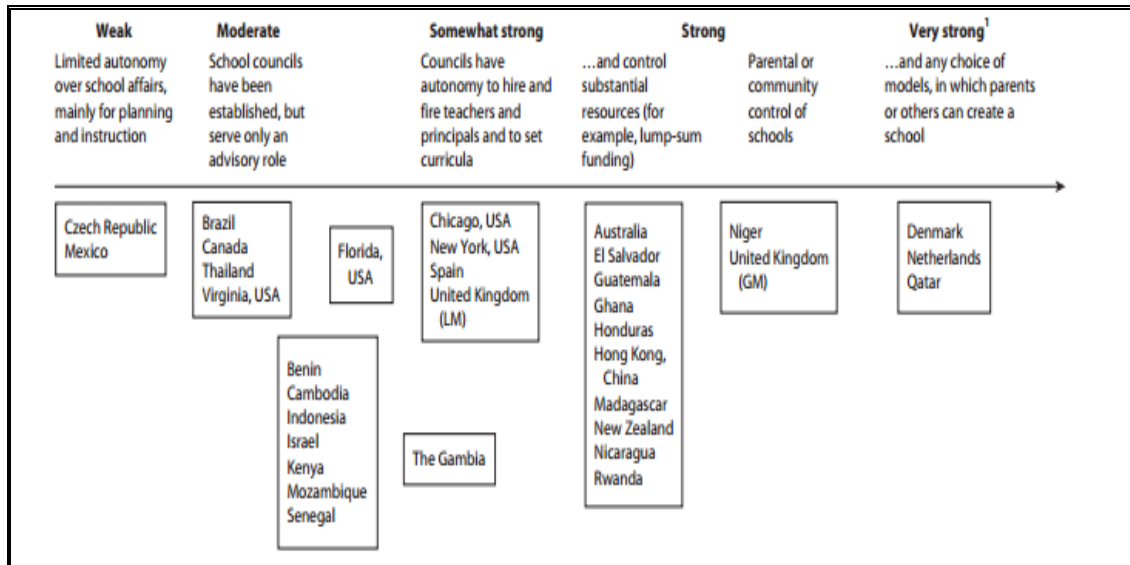 Weak
Limited autonomy
over school affairs,
mainly for planning
and instruction
Moderate
School councils
have been
established, but
serve only an
advisory role
Somewhat strong
Councils have
autonomy to hire and
fire teachers and
principals and to set
curricula
Strong
...and control
substantial
resources (for
example, lump-sum
funding)
Parental or
community
control of
schools
Very strong1
...and any choice of
models, in which parents
or others can create a
school
Czech Republic
Mexico
Brazil
Canada
Thailand
Virginia, USA
Florida,
USA
Chicago, USA
New York, USA
Spain
United Kingdom
(LM)
Australia
El Salvador
Guatemala
Ghana
Honduras
Hong Kong,
China
Madagascar
New Zealand
Nicaragua
Rwanda
Niger
United Kingdom
(GM)
Denmark
Netherlands
Qatar
Benin
Cambodia
Indonesia
Israel
Kenya
Mozambique
Senegal
The Gambia